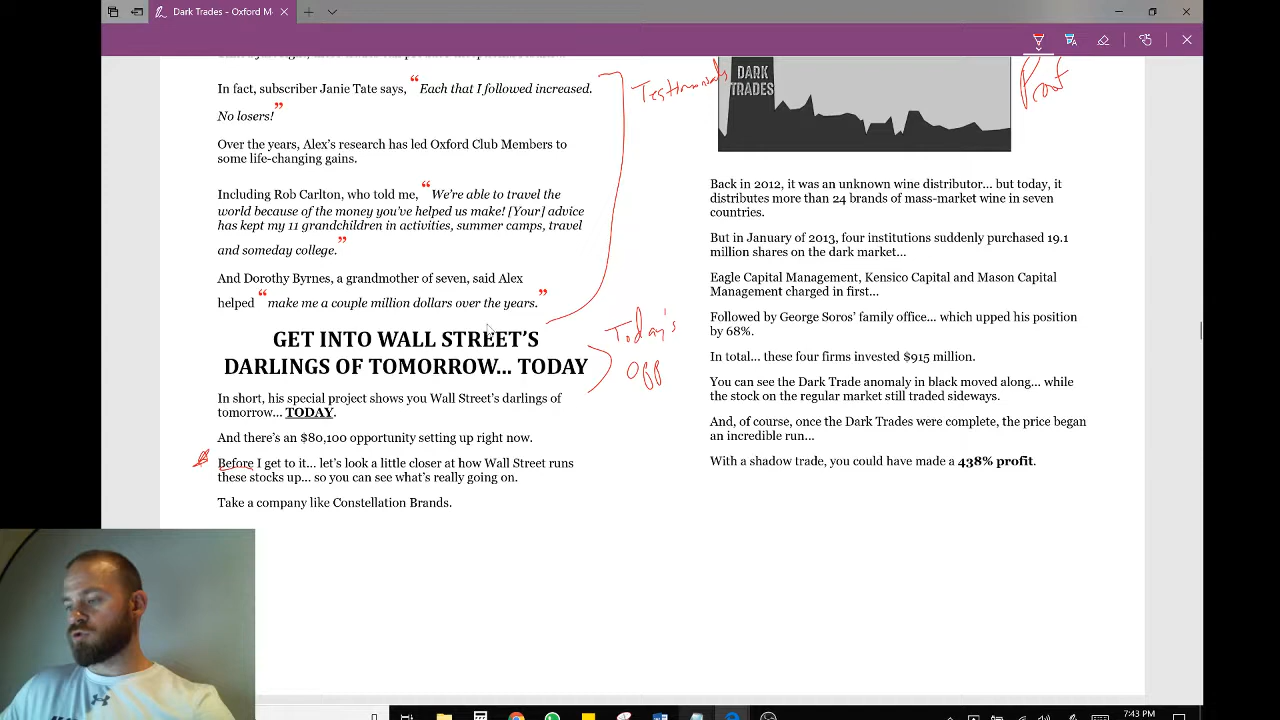 Dark Trades - Oxford M
In fact, subscriber Janie Tate says, “Each that I followed increased.
No losers!”
Over the years, Alex’s research has led Oxford Club Members to
some life-changing gains.
Including Rob Carlton, who told me, “We’re able to travel the
world because of the money you’ve helped us make! [Your] advice
has kept my 11 grandchildren in activities, summer camps, travel
and someday college.”
And Dorothy Byrnes, a grandmother of seven, said Alex
helped “make me a couple million dollars over the years.”
GET INTO WALL STREET’S
DARLINGS OF TOMORROW... TODAY
In short, his special project shows you Wall Street’s darlings of
tomorrow... TODAY.
And there’s an $80,100 opportunity setting up right now.
Before I get to it... let’s look a little closer at how Wall Street runs
these stocks up... so you can see what’s really going on.
Take a company like Constellation Brands.
Testimonials
Today's
Opp
DARK
TRADES
Proof
Back in 2012, it was an unknown wine distributor... but today, it
distributes more than 24 brands of mass-market wine in seven
countries.
But in January of 2013, four institutions suddenly purchased 19.1
million shares on the dark market...
Eagle Capital Management, Kensico Capital and Mason Capital
Management charged in first...
Followed by George Soros’ family office... which upped his position
by 68%.
In total... these four firms invested $915 million.
You can see the Dark Trade anomaly in black moved along... while
the stock on the regular market still traded sideways.
And, of course, once the Dark Trades were complete, the price began
an incredible run...
With a shadow trade, you could have made a 438% profit.
7:43 PM